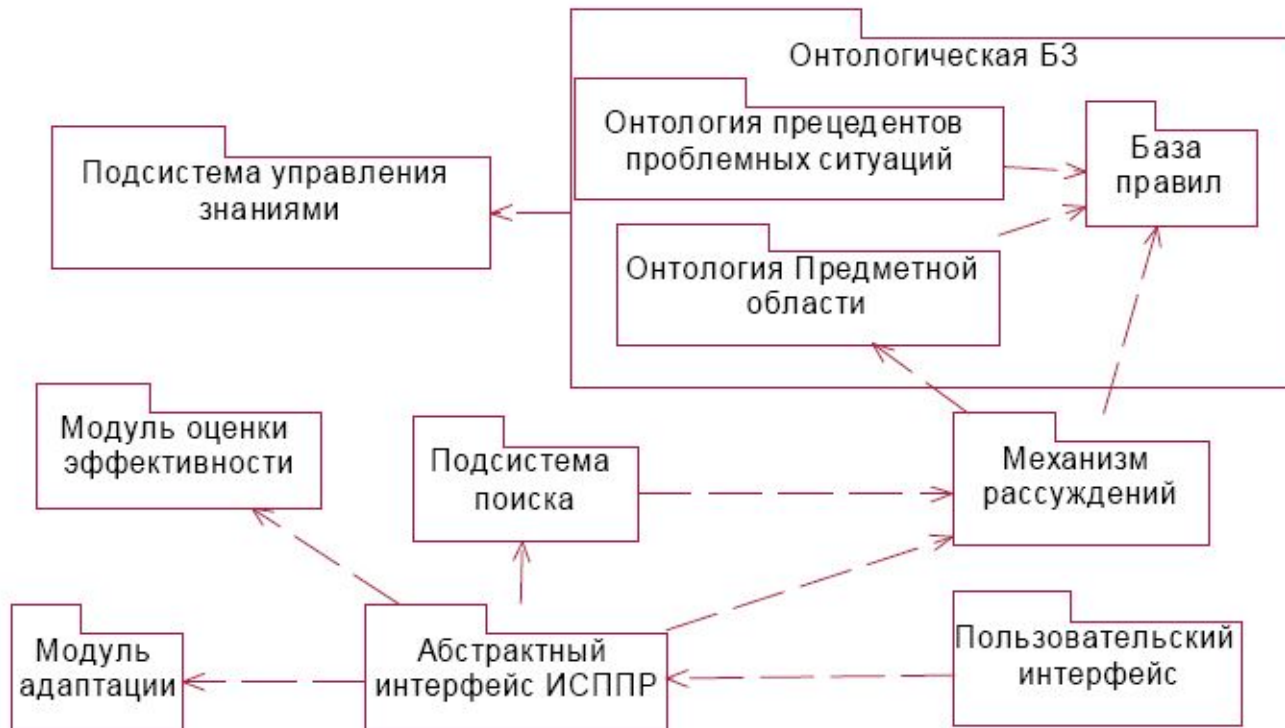 Онтологическая БЗ
Онтология прецедентов
проблемных ситуаций
База
правил
Подсистема управления
знаниями
Онтология Предметной
области
Модуль оценки
эффективности
Подсистема
поиска
Механизм
рассуждений
Модуль
адаптации
Абстрактный
интерфейс ИСППР
Пользовательский
интерфейс